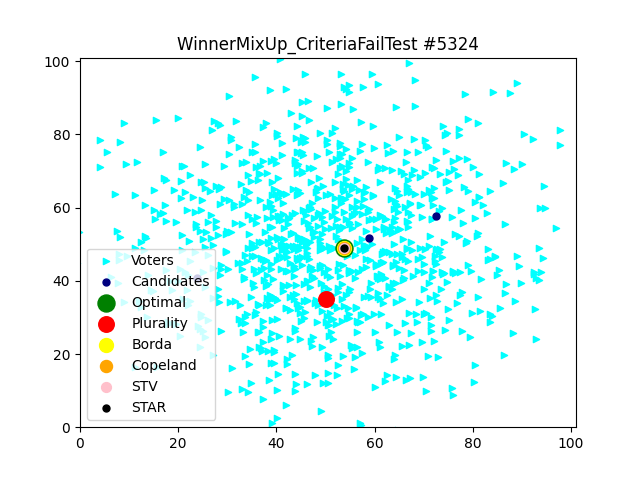 WinnerMixUp_CriteriaFailTest #5324
100
80
60
40
20
0
0 20 40 60 80 100
Voters
Candidates
Optimal
Plurality
Borda
Copeland
STV
STAR